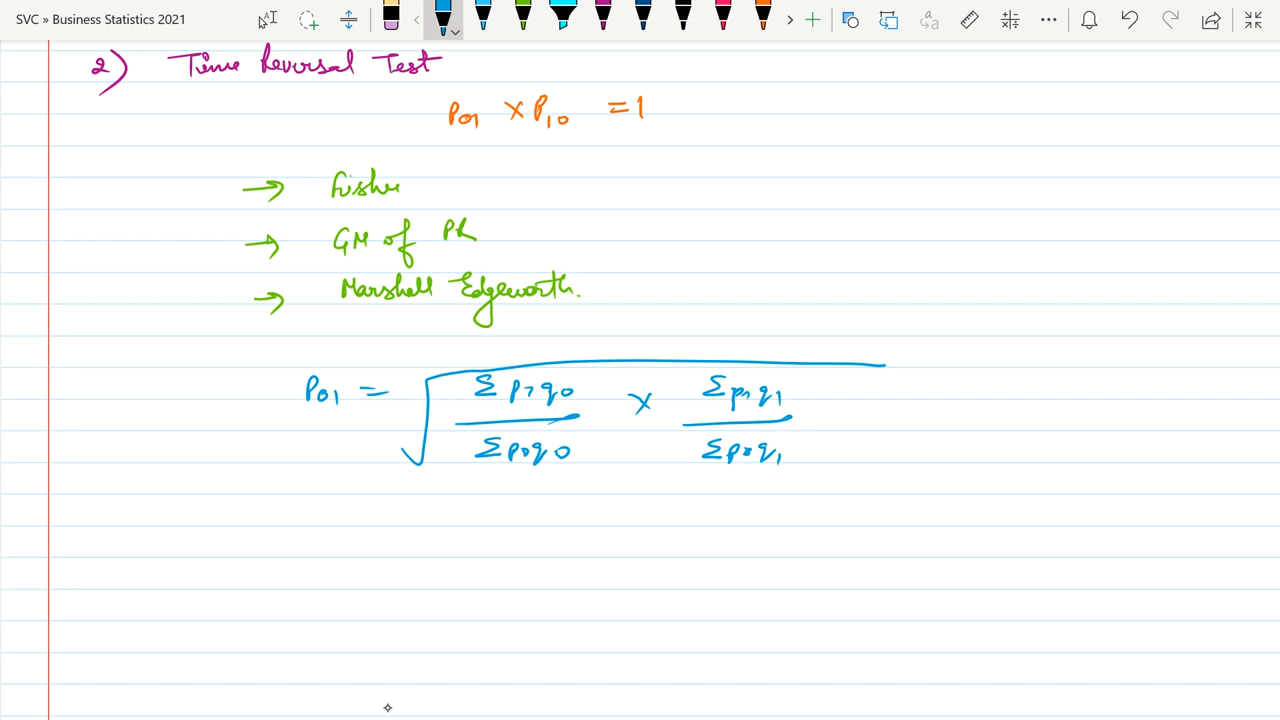 SVC » Business Statistics 2021
2) Time Reversal Test
P01 × P10 = 1
→ Fisher
→ GM of PR
→ Marshall Edgeworth.
P01 = √( Σp1q0 / Σp0q0 × Σp1q1 / Σp0q1 )